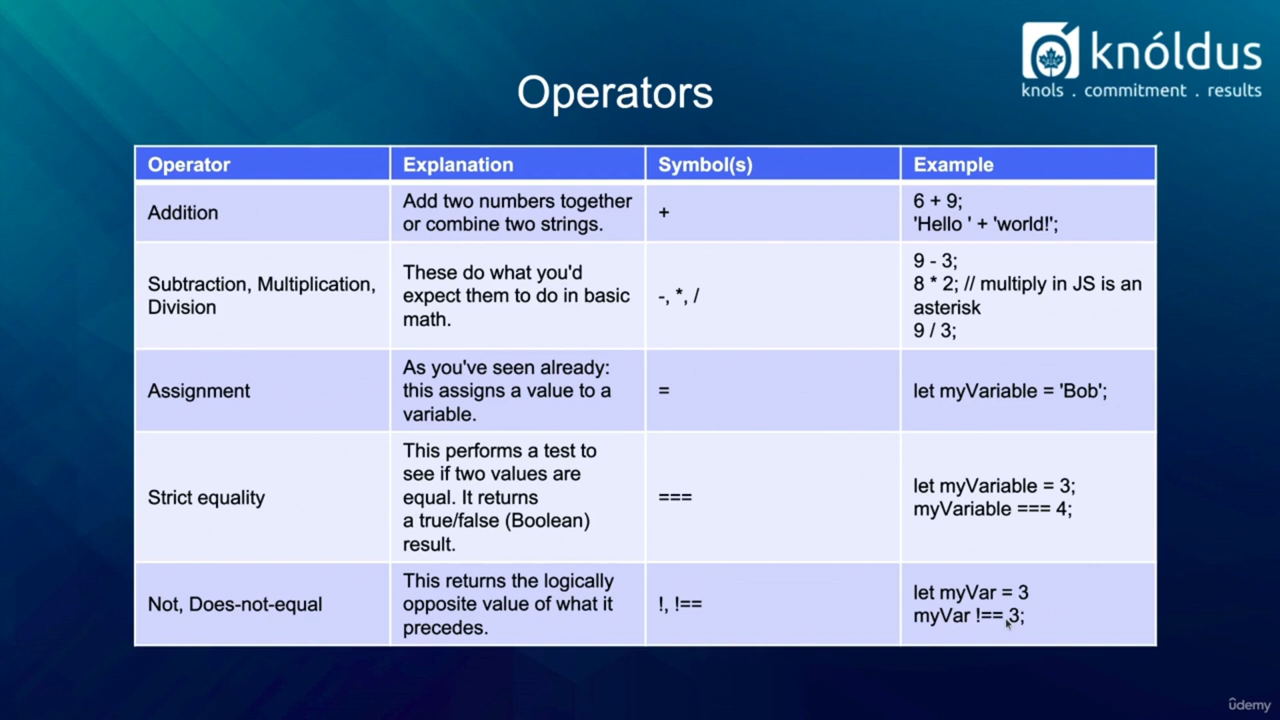 knóldus
knols . commitment . results
Operators
Operator
Explanation
Symbol(s)
Example
Addition
Add two numbers together
or combine two strings.
+
6 + 9;
'Hello ' + 'world!';
Subtraction, Multiplication,
Division
These do what you'd
expect them to do in basic
math.
-, *, /
9 - 3;
8 * 2; // multiply in JS is an
asterisk
9 / 3;
Assignment
As you've seen already:
this assigns a value to a
variable.
=
let myVariable = 'Bob';
Strict equality
This performs a test to
see if two values are
equal. It returns
a true/false (Boolean)
result.
===
let myVariable = 3;
myVariable === 4;
Not, Does-not-equal
This returns the logically
opposite value of what it
precedes.
!, !==
let myVar = 3
myVar !== 3;
ûdemy